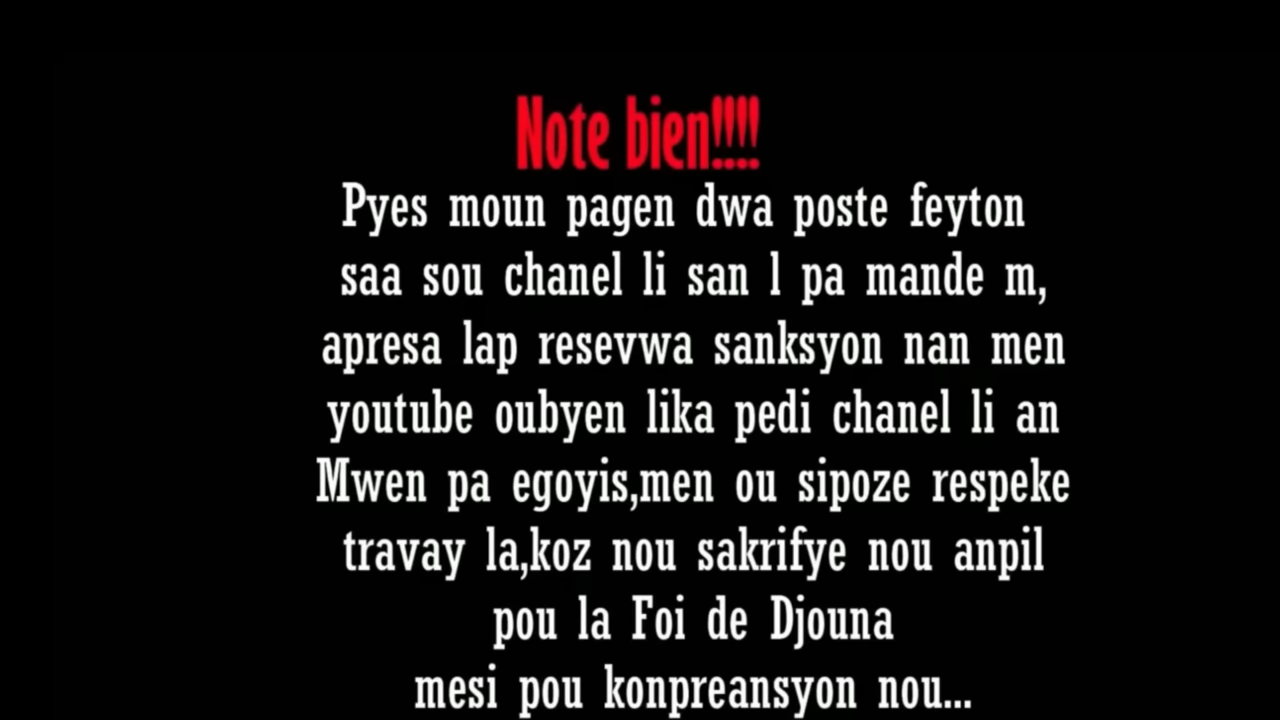 Note bien!!!!
Pyes moun pagen dwa poste feyton
saa sou chanel li san l pa mande m,
apresa lap resevwa sanksyon nan men
youtube oubyen lika pedi chanel li an
Mwen pa egoyis,men ou sipoze respeke
travay la,koz nou sakrifye nou anpil
pou la Foi de Djouna
mesi pou konpreansyon nou...